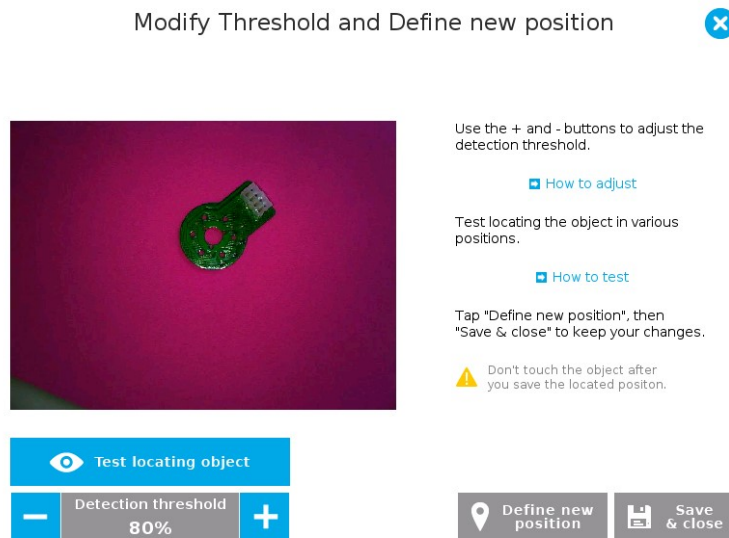 Modify Threshold and Define new position
Use the + and - buttons to adjust the
detection threshold.
How to adjust
Test locating the object in various
positions.
How to test
Tap "Define new position", then
"Save & close" to keep your changes.
Don't touch the object after
you save the located positon.
Test locating object
Detection threshold
80%
Define new
position
Save
& close